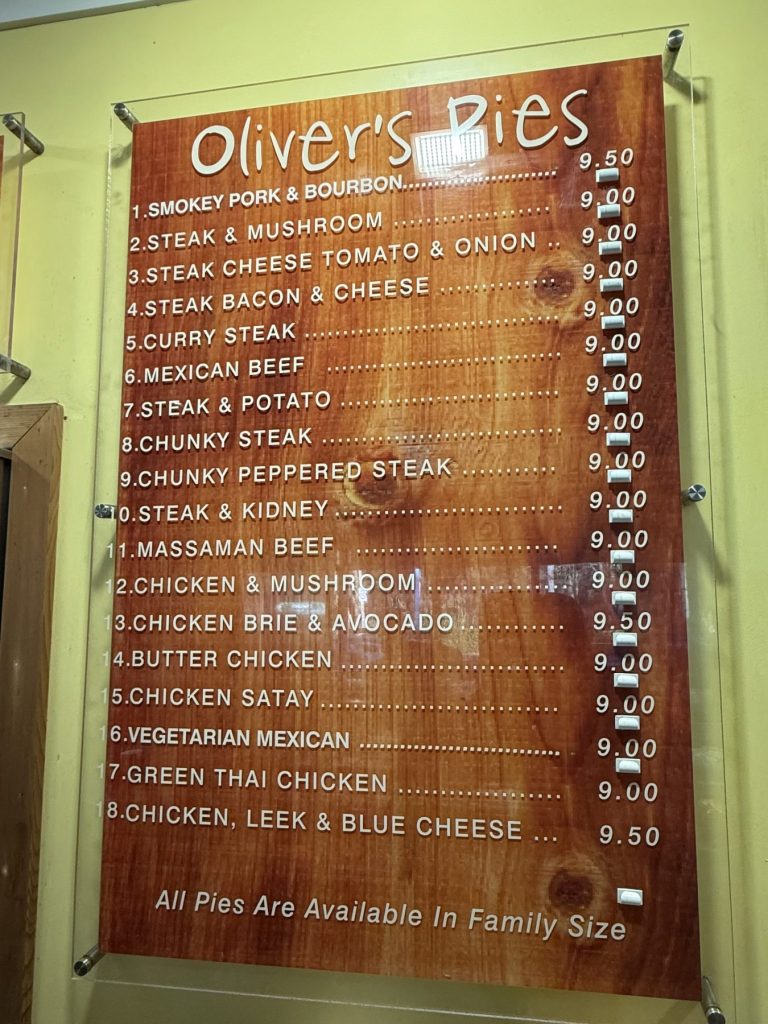 Oliver's Pies
1.SMOKEY PORK & BOURBON........................... 9.50
2.STEAK & MUSHROOM ...................... 9.00
3.STEAK CHEESE TOMATO & ONION .. 9.00
4.STEAK BACON & CHEESE ................ 9.00
5.CURRY STEAK ................................... 9.00
6.MEXICAN BEEF ................................ 9.00
7.STEAK & POTATO .............................. 9.00
8.CHUNKY STEAK ................................. 9.00
9.CHUNKY PEPPERED STEAK ............ 9.00
10.STEAK & KIDNEY ............................. 9.00
11.MASSAMAN BEEF ........................... 9.00
12.CHICKEN & MUSHROOM ................. 9.00
13.CHICKEN BRIE & AVOCADO ............. 9.50
14.BUTTER CHICKEN ........................... 9.00
15.CHICKEN SATAY ............................. 9.00
16.VEGETARIAN MEXICAN .................................. 9.00
17.GREEN THAI CHICKEN .................... 9.00
18.CHICKEN, LEEK & BLUE CHEESE ... 9.50
All Pies Are Available In Family Size